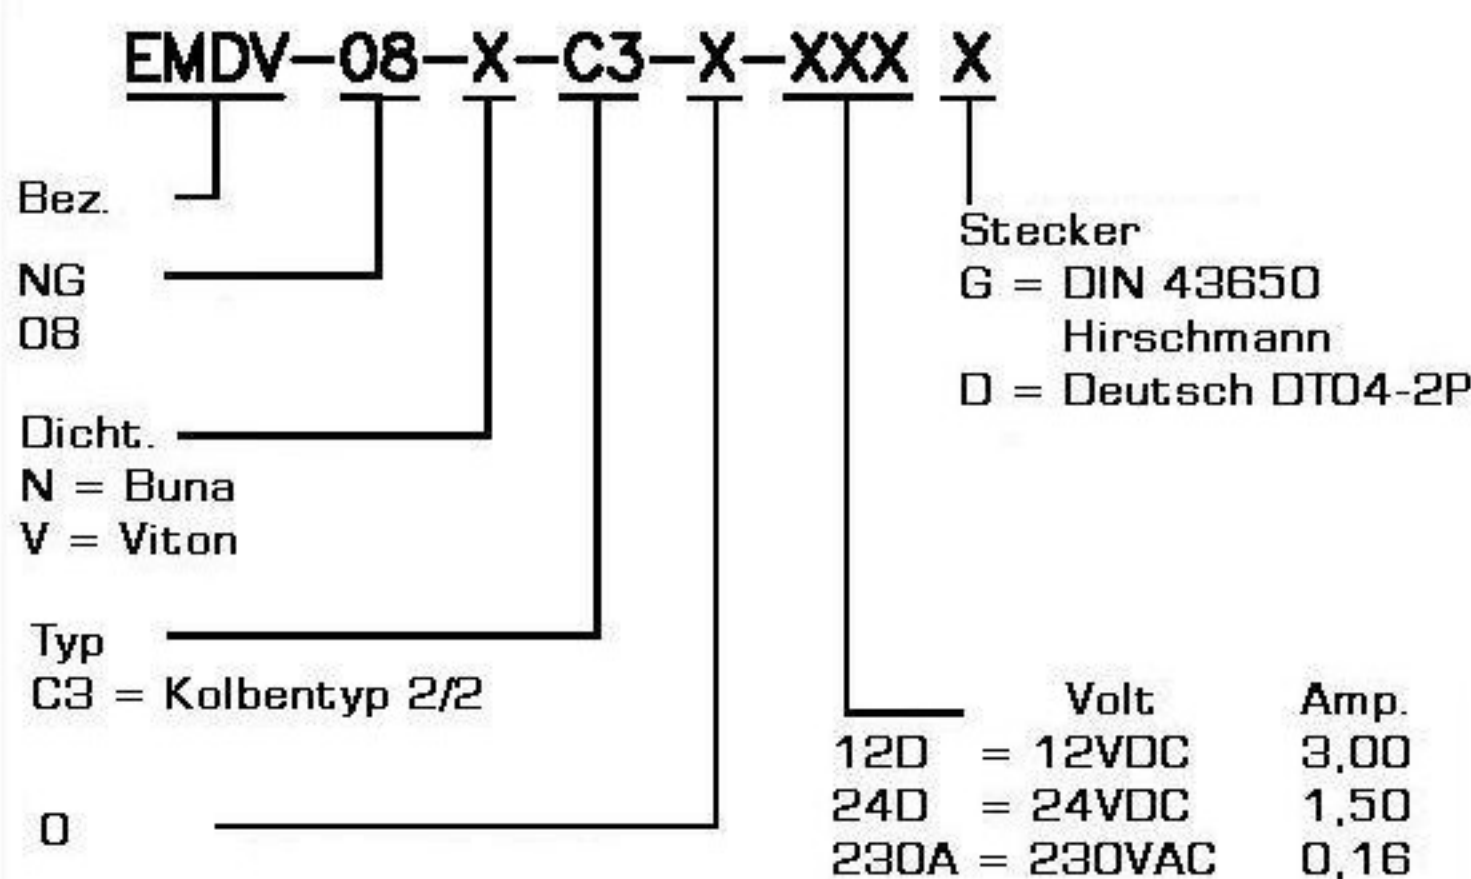 EMDV-08-X-C3-X-XXX X
Bez.
NG
08
Dicht.
N = Buna
V = Viton
Typ
C3 = Kolbentyp 2/2
0
Stecker
G = DIN 43650
Hirschmann
D = Deutsch DT04-2P
Volt Amp.
12D = 12VDC 3,00
24D = 24VDC 1,50
230A = 230VAC 0,16